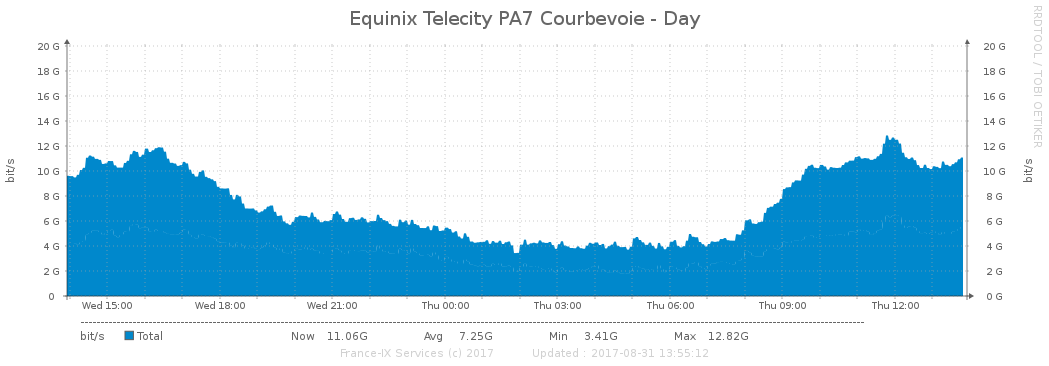 Equinix Telecity PA7 Courbevoie - Day
RRDTOOL / TOBI OETIKER
20 G 20 G
18 G 18 G
16 G 16 G
14 G 14 G
12 G 12 G
10 G 10 G
8 G 8 G
6 G 6 G
4 G 4 G
2 G 2 G
0 0 G
bit/s bit/s
Wed 15:00 Wed 18:00 Wed 21:00 Thu 00:00 Thu 03:00 Thu 06:00 Thu 09:00 Thu 12:00
bit/s Total Now 11.06G Avg 7.25G Min 3.41G Max 12.82G
France-IX Services (c) 2017 Updated : 2017-08-31 13:55:12